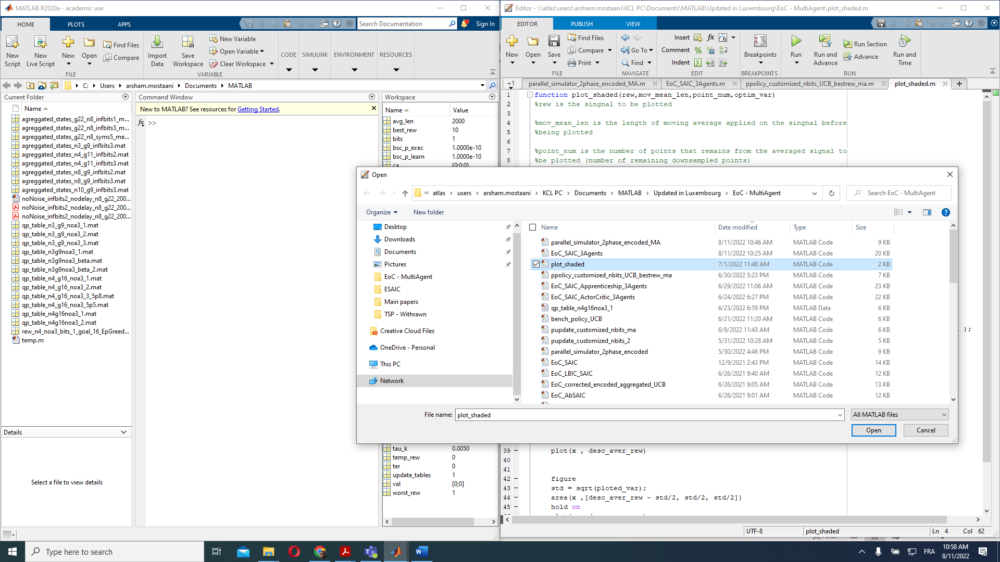 MATLAB R2020a - academic use
HOME PLOTS APPS
Search Documentation
Sign In
New Script
New Live Script
New
Open
Find Files
Compare
Import Data
Save Workspace
New Variable
Open Variable
Clear Workspace
CODE SIMULINK ENVIRONMENT RESOURCES
FILE VARIABLE
C: Users arsham.mostaani Documents MATLAB
Current Folder
Name
agreggated_states_g22_n8_infbits1_m...
agreggated_states_g22_n8_infbits3_m...
agreggated_states_g22_n8_syms5_me...
agreggated_states_n3_g9_infbits3.mat
agreggated_states_n4_g11_infbits2.mat
agreggated_states_n4_g11_infbits3.mat
agreggated_states_n8_g9_infbits2.mat
agreggated_states_n8_g9_infbits3.mat
agreggated_states_n10_g9_infbits3.mat
noNoise_infbits2_nodelay_n8_g22_200...
noNoise_infbits2_nodelay_n8_g22_200...
noNoise_infbits2_nodelay_n8_g22_200...
qp_table_n3_g9_noa3_1.mat
qp_table_n3_g9_noa3_2.mat
qp_table_n3_g9_noa3_3.mat
qp_table_n3g9noa3_1.mat
qp_table_n3g9noa3_beta.mat
qp_table_n3g9noa3_beta_2.mat
qp_table_n4_g16_noa3_1.mat
qp_table_n4_g16_noa3_2.mat
qp_table_n4_g16_noa3_3_5p8.mat
qp_table_n4_g16_noa3_5p5.mat
qp_table_n4g16noa3_1.mat
qp_table_n4g16noa3_2.mat
rew_n4_noa3_bits_1_goal_16_EpGreed...
temp.m
Details
Select a file to view details
Command Window
New to MATLAB? See resources for Getting Started.
fx >>
Workspace
Name Value
avg_len 2000
best_rew 10
bits 1
bsc_p_exec 1.0000e-10
bsc_p_learn 1.0000e-10
ca [0;0;0]
tau_k 0.0050
temp_rew 0
ter 0
update_tables 1
val [0;0]
worst_rew 1
Editor - \\atlas\users\arsham.mostaani\KCL PC\Documents\MATLAB\Updated in Luxembourg\EoC - MultiAgent\plot_shaded.m
EDITOR PUBLISH VIEW
New
Open
Save
Find Files
Compare
Print
Go To
Find
Insert
Comment
Indent
Breakpoints
Run
Run and Advance
Run Section
Advance
Run and Time
FILE NAVIGATE EDIT BREAKPOINTS RUN
+1 parallel_simulator_2phase_encoded_MA.m EoC_SAIC_3Agents.m ppolicy_customized_nbits_UCB_bestrew_ma.m plot_shaded.m
1 function plot_shaded(rew,mov_mean_len,point_num,optim_var)
2 %rew is the singnal to be plotted
3
4 %mov_mean_len is the length of moving average applied on the singnal before
5 %being plotted
6
7 %point_num is the number of points that remains from the averaged signal to
8 %be plotted (number of remaining downsampled points)
);
39 plot(x , desc_aver_rew)
40
41
42 figure
43 std = sqrt(ploted_var);
44 area(x ,[desc_aver_rew - std/2, std/2, std/2])
45 hold on
UTF-8 plot_shaded Ln 4 Col 62
Open
« atlas users arsham.mostaani KCL PC Documents MATLAB Updated in Luxembourg EoC - MultiAgent
Search EoC - MultiAgent
Organize New folder
Desktop
Downloads
Documents
Pictures
EoC - MultiAgent
ESAIC
Main papers
TSP - Withrawn
Creative Cloud Files
OneDrive - Personal
This PC
Network
Name Date modified Type Size
parallel_simulator_2phase_encoded_MA 8/11/2022 10:46 AM MATLAB Code 9 KB
EoC_SAIC_3Agents 8/11/2022 10:25 AM MATLAB Code 20 KB
plot_shaded 7/1/2022 11:48 AM MATLAB Code 2 KB
ppolicy_customized_nbits_UCB_bestrew_ma 6/30/2022 5:23 PM MATLAB Code 7 KB
EoC_SAIC_Apprenticeship_3Agents 6/29/2022 11:06 AM MATLAB Code 23 KB
EoC_SAIC_ActorCritic_3Agents 6/24/2022 6:27 PM MATLAB Code 22 KB
qp_table_n4g16noa3_1 6/23/2022 6:59 PM MATLAB Data 6 KB
bench_policy_UCB 6/21/2022 11:20 AM MATLAB Code 6 KB
pupdate_customized_nbits_ma 6/9/2022 11:43 AM MATLAB Code 6 KB
pupdate_customized_nbits_2 5/31/2022 10:28 AM MATLAB Code 5 KB
parallel_simulator_2phase_encoded 5/30/2022 4:46 PM MATLAB Code 9 KB
EoC_SAIC 12/9/2021 2:43 PM MATLAB Code 14 KB
EoC_LBIC_SAIC 6/26/2021 9:40 AM MATLAB Code 12 KB
EoC_corrected_encoded_aggregated_UCB 6/26/2021 9:05 AM MATLAB Code 13 KB
EoC_AbSAIC 6/26/2021 9:01 AM MATLAB Code 12 KB
File name: plot_shaded All MATLAB files
Open Cancel
Type here to search
FRA
10:58 AM
8/11/2022